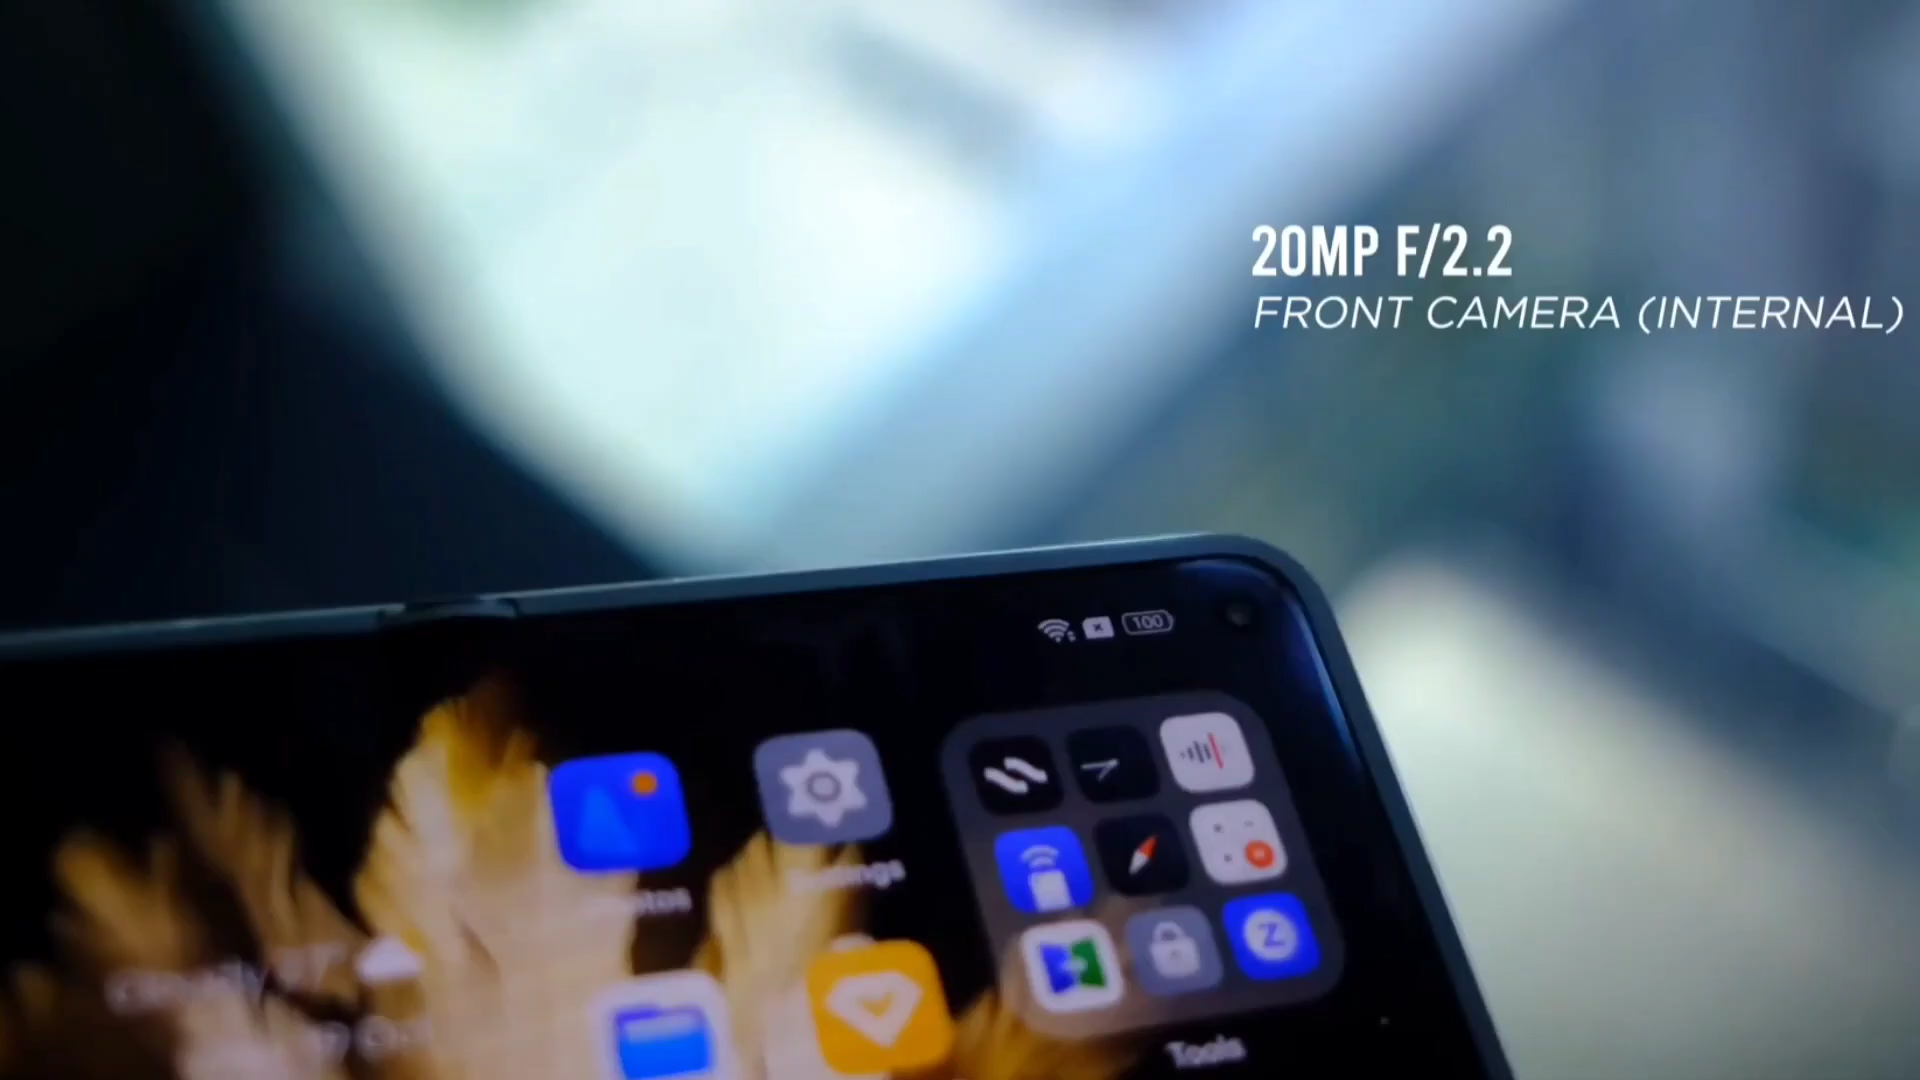 20MP F/2.2
FRONT CAMERA (INTERNAL)
100
Z
Tools